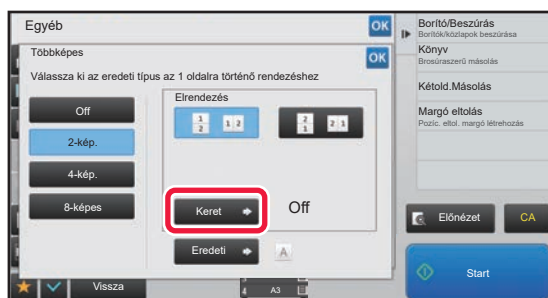 Egyéb
OK
Többképes
OK
Válassza ki az eredeti típus az 1 oldalra történő rendezéshez
Off
2-kép.
4-kép.
8-képes
Elrendezés
1 2 1 2
2 1 2 1
Keret
Off
Eredeti
A
Vissza
4 A3
Borító/Beszúrás
Borítók/közlapok beszúrása
Könyv
Brosúraszerű másolás
Kétold.Másolás
Margó eltolás
Pozíc. eltol. margó létrehozás
Előnézet
CA
Start